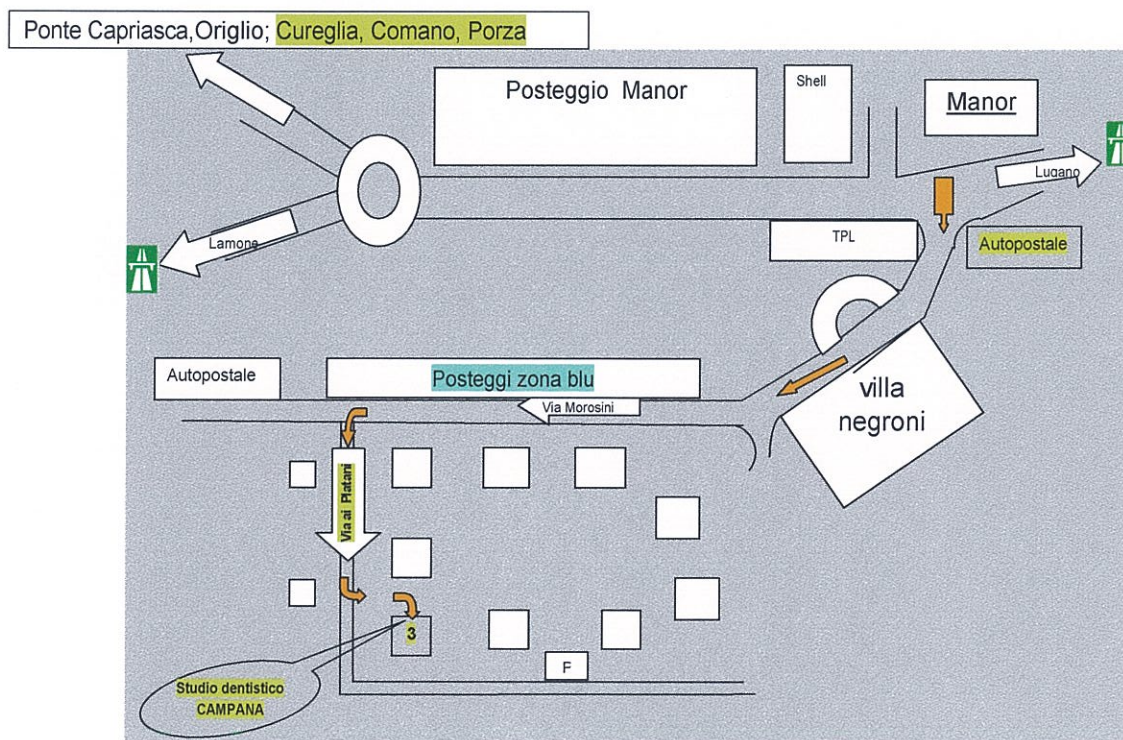 Ponte Capriasca,Origlio; Cureglia, Comano, Porza
Posteggio Manor
Shell
Manor
Lugano
Lamone
TPL
Autopostale
Autopostale
Posteggi zona blu
Via Morosini
villa
negroni
Via ai Platani
3
F
Studio dentistico
CAMPANA